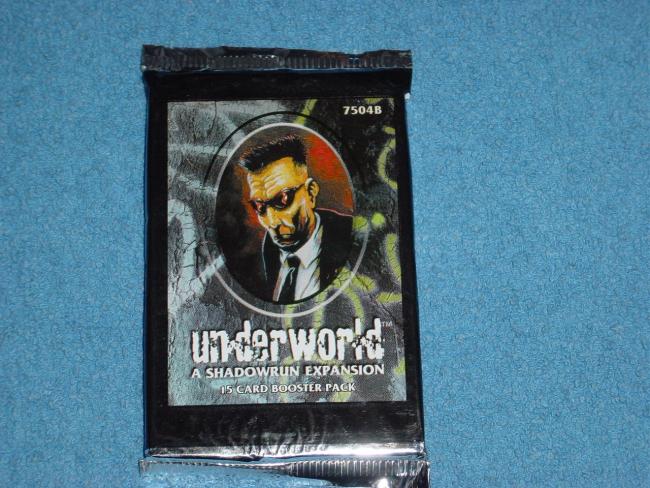 7504B
underworld™
A SHADOWRUN EXPANSION
15 CARD BOOSTER PACK